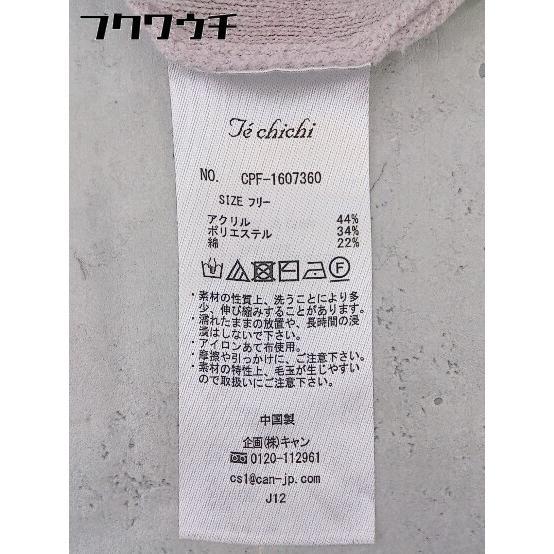 フクウウチ
Té chichi
NO. CPF-1607360
SIZE フリー
アクリル 44%
ポリエステル 34%
綿 22%
・素材の性質上、洗うことにより多
少、伸び縮みすることがあります。
・濡れたままの放置や、長時間の浸
漬はしないで下さい。
・アイロンあて布使用。
・摩擦や引っかけに、ご注意下さい。
・素材の特性上、毛玉が生じやすい
ので取扱いにご注意下さい。
中国製
企画(株)キャン
0120-112961
cs1@can-jp.com
J12